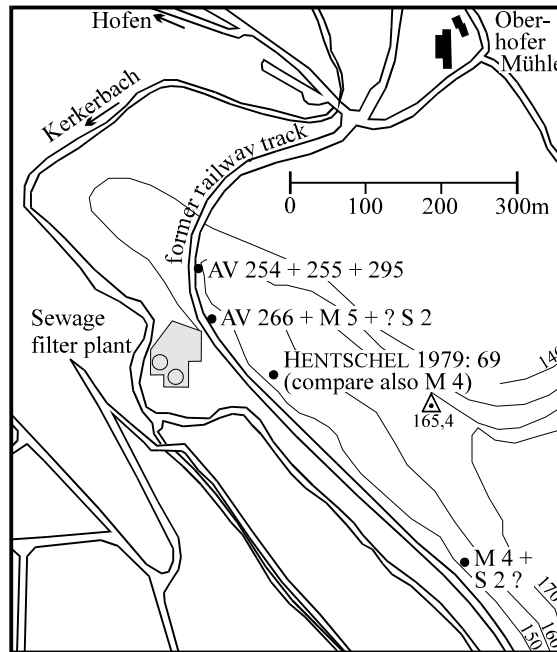 Hofen
Ober-
hofer
Mühle
Kerkerbach
former railway track
0 100 200 300m
AV 254 + 255 + 295
AV 266 + M 5 + ? S 2
Sewage
filter plant
HENTSCHEL 1979: 69
(compare also M 4)
140
165,4
M 4 +
S 2 ?
170
160
150